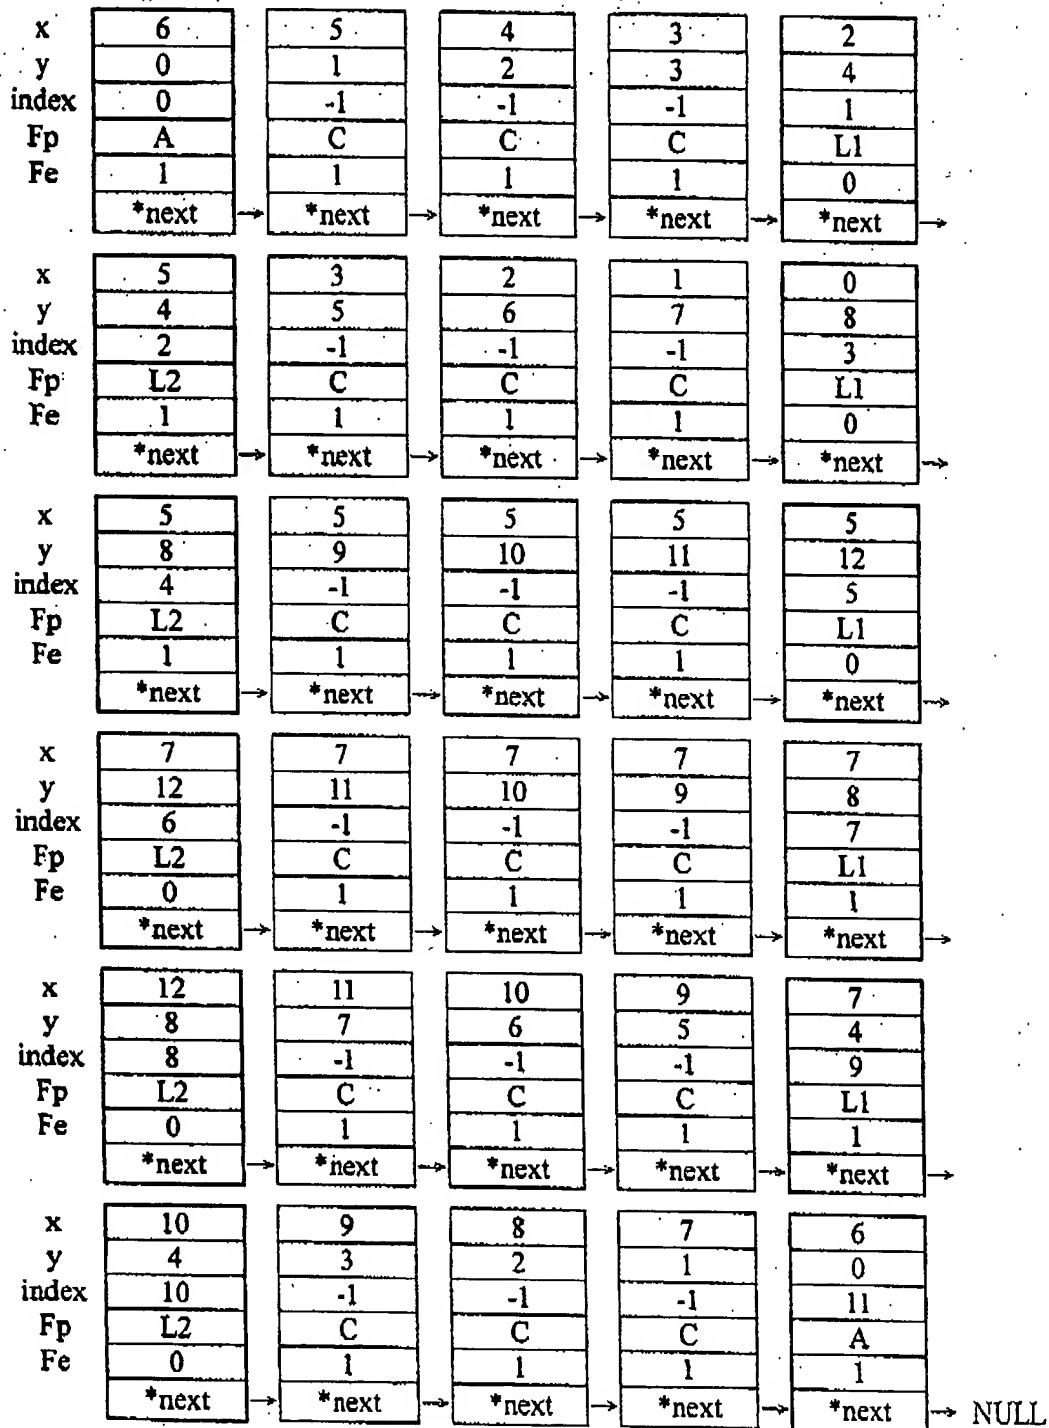 x 6 5 4 3 2
y 0 1 2 3 4
index 0 -1 -1 -1 1
Fp A C C C L1
Fe 1 1 1 1 0
*next → *next → *next → *next → *next →
x 5 3 2 1 0
y 4 5 6 7 8
index 2 -1 -1 -1 3
Fp L2 C C C L1
Fe 1 1 1 1 0
*next → *next → *next → *next → *next →
x 5 5 5 5 5
y 8 9 10 11 12
index 4 -1 -1 -1 5
Fp L2 C C C L1
Fe 1 1 1 1 0
*next → *next → *next → *next → *next →
x 7 7 7 7 7
y 12 11 10 9 8
index 6 -1 -1 -1 7
Fp L2 C C C L1
Fe 0 1 1 1 1
*next → *next → *next → *next → *next →
x 12 11 10 9 7
y 8 7 6 5 4
index 8 -1 -1 -1 9
Fp L2 C C C L1
Fe 0 1 1 1 1
*next → *next → *next → *next → *next →
x 10 9 8 7 6
y 4 3 2 1 0
index 10 -1 -1 -1 11
Fp L2 C C C A
Fe 0 1 1 1 1
*next → *next → *next → *next → *next → NULL